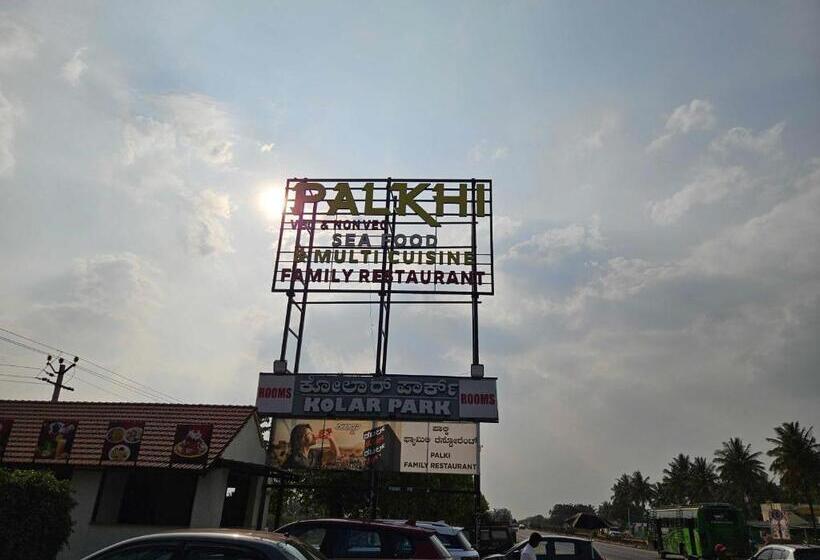 PALKHI
VEG & NONVEG
SEA FOOD
& MULTI CUISINE
FAMILY RESTAURANT
ROOMS
ಕೋಲಾರ್ ಪಾರ್ಕ್
KOLAR PARK
ROOMS
ಪಾಲ್ಕಿ
ಫ್ಯಾಮಿಲಿ ರೆಸ್ಟೋರೆಂಟ್
PALKI
FAMILY RESTAURANT